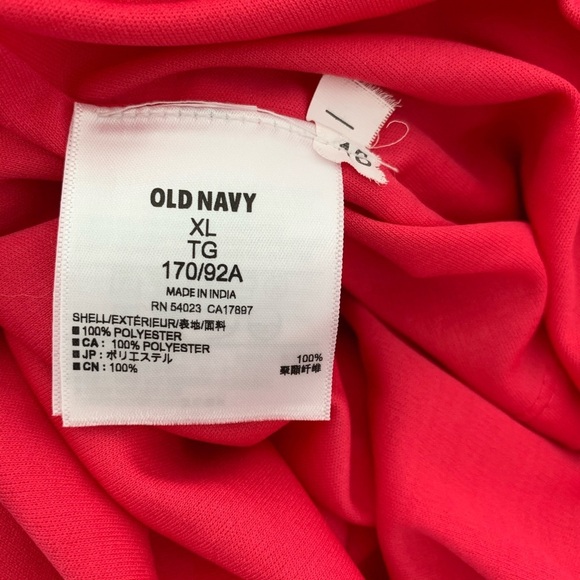 OLD NAVY
XL
TG
170/92A
MADE IN INDIA
RN 54023 CA17897
SHELL/EXTÉRIEUR/表地/面料
■ 100% POLYESTER
■ CA : 100% POLYESTER
■ JP : ポリエステル 100%
■ CN : 100% 聚酯纤维